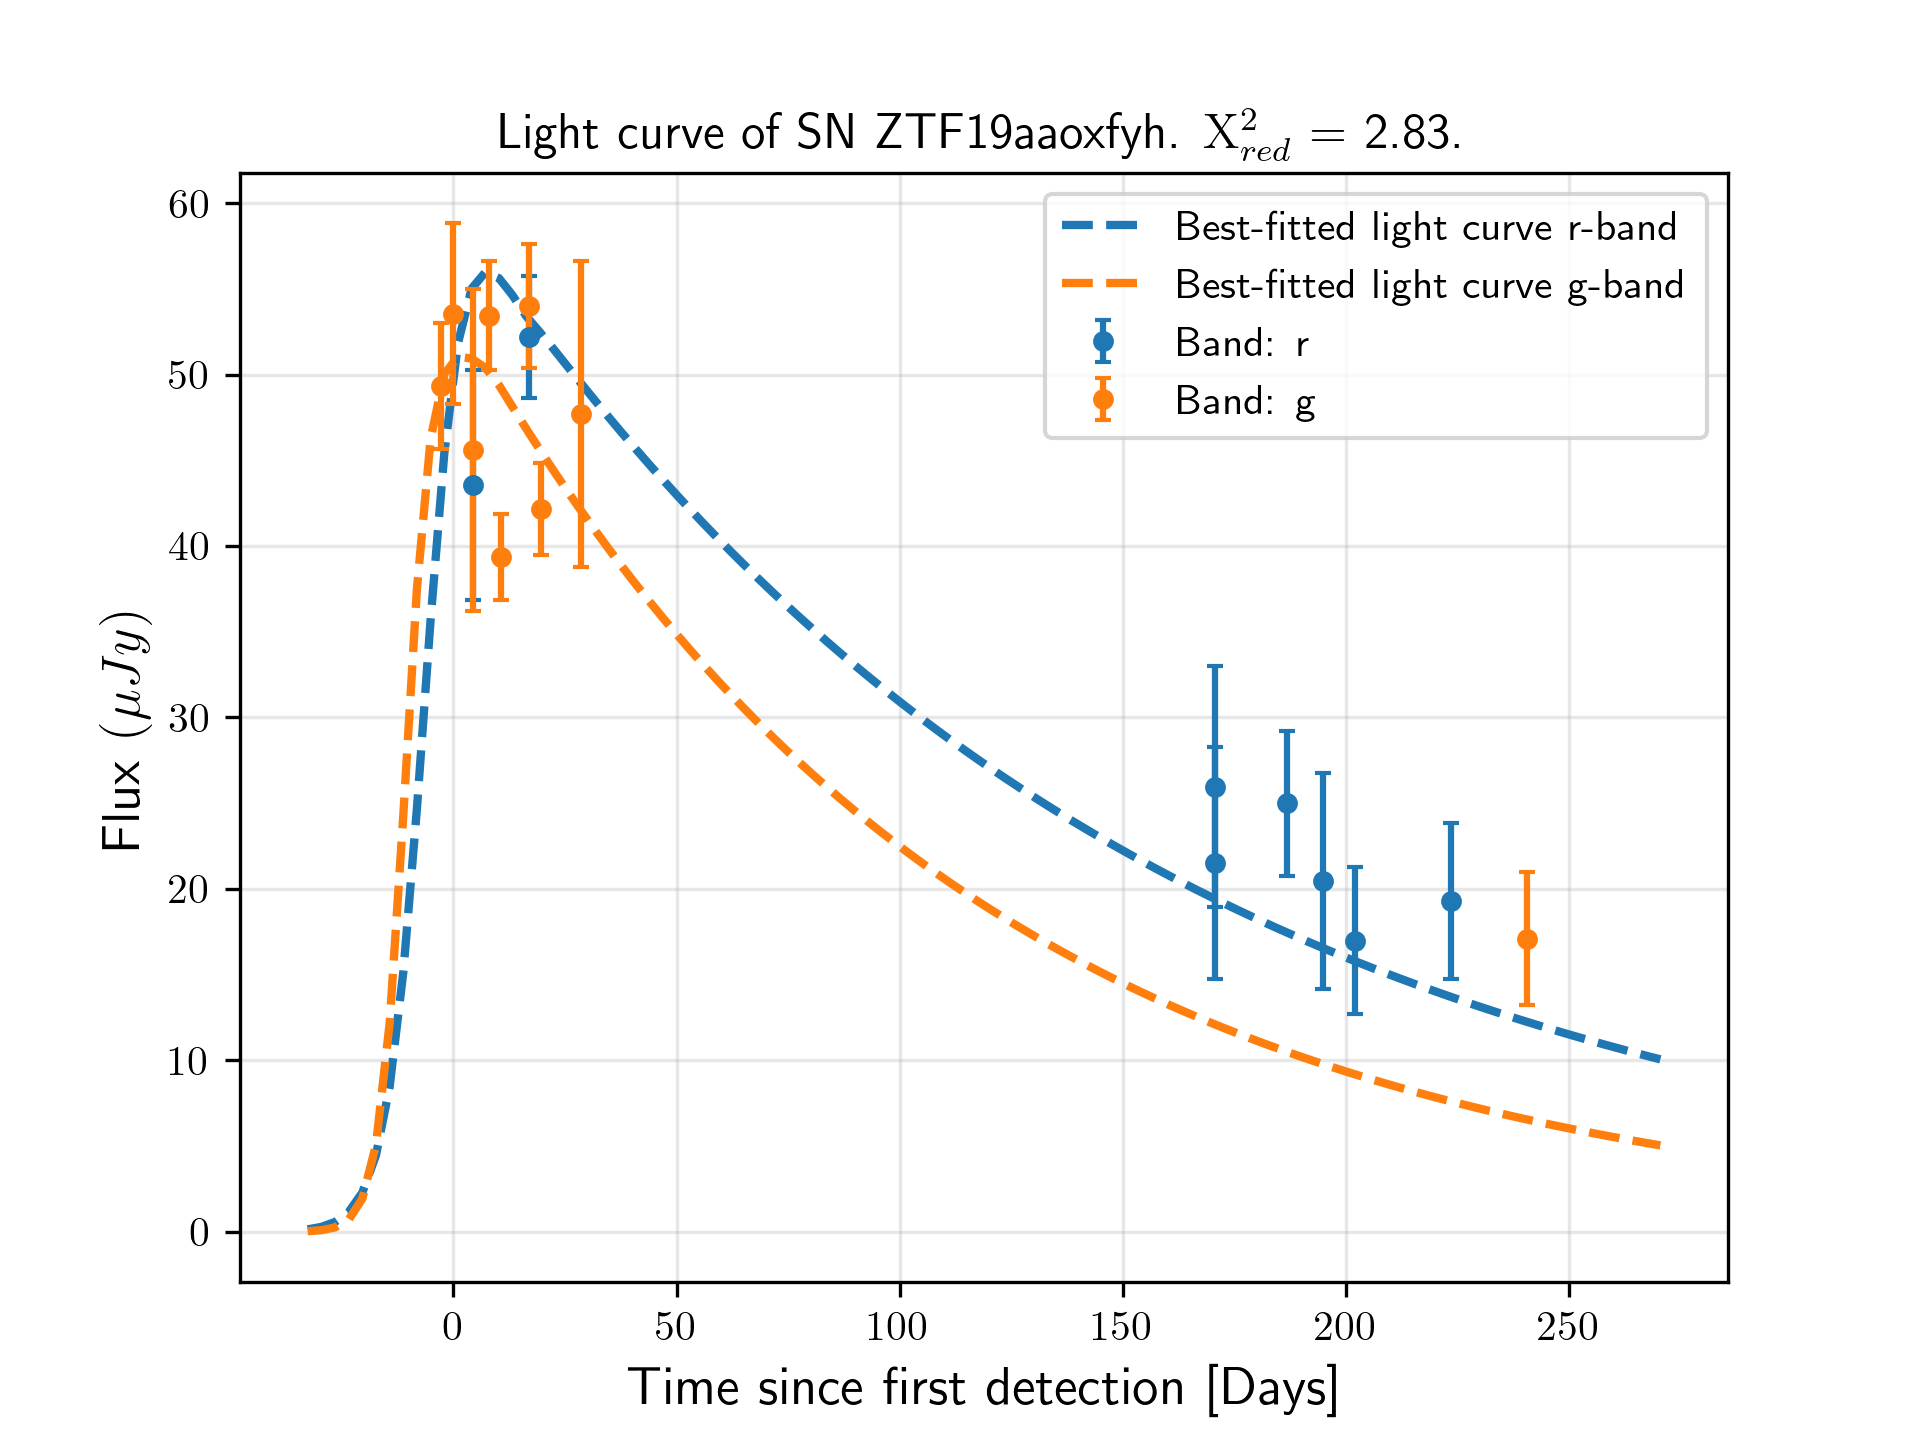 Light curve of SN ZTF19aaoxfyh. X²_red = 2.83.
60
50
40
30
20
10
0
Flux (μJy)
Best-fitted light curve r-band
Best-fitted light curve g-band
Band: r
Band: g
0 50 100 150 200 250
Time since first detection [Days]